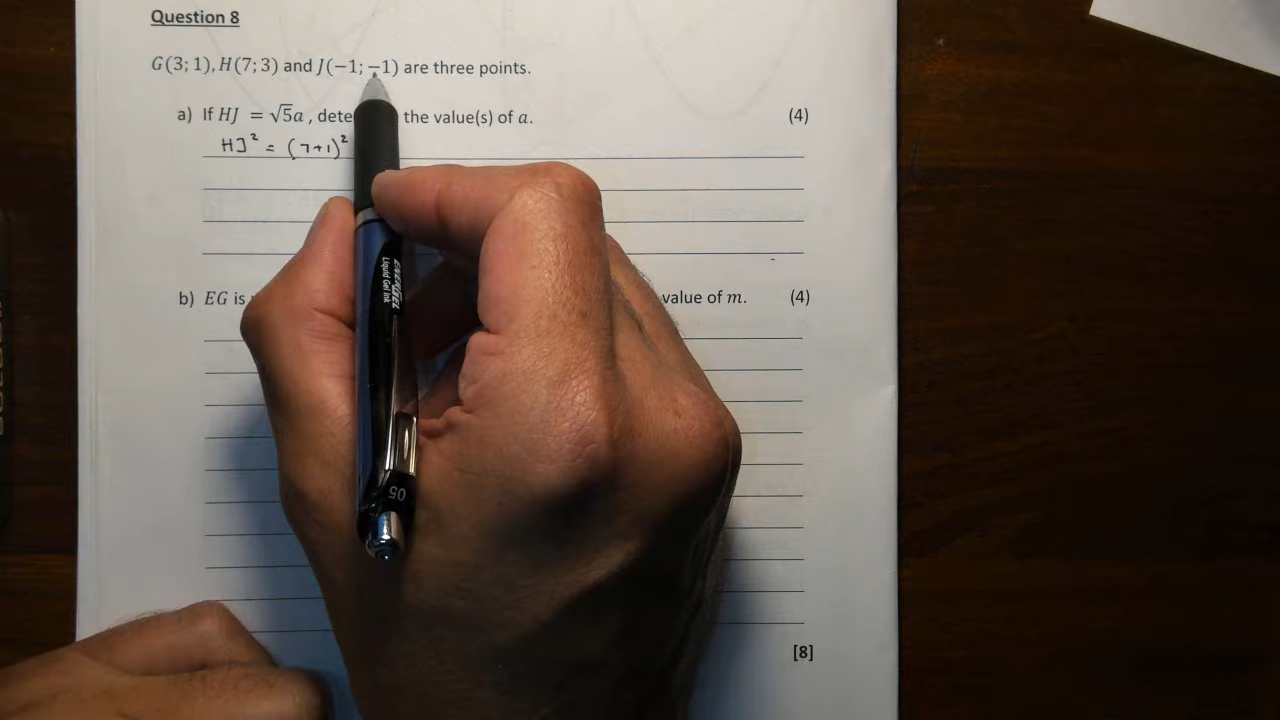 Question 8
G(3; 1), H(7; 3) and J(−1; −1) are three points.
a) If HJ = √5a , dete the value(s) of a. (4)
HJ² = (7+1)²
b) EG is value of m. (4)
[8]
ENERGEL
Liquid Gel Ink
05